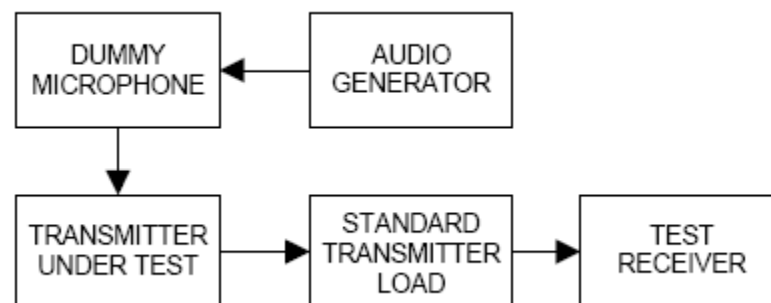 DUMMY
MICROPHONE
AUDIO
GENERATOR
TRANSMITTER
UNDER TEST
STANDARD
TRANSMITTER
LOAD
TEST
RECEIVER